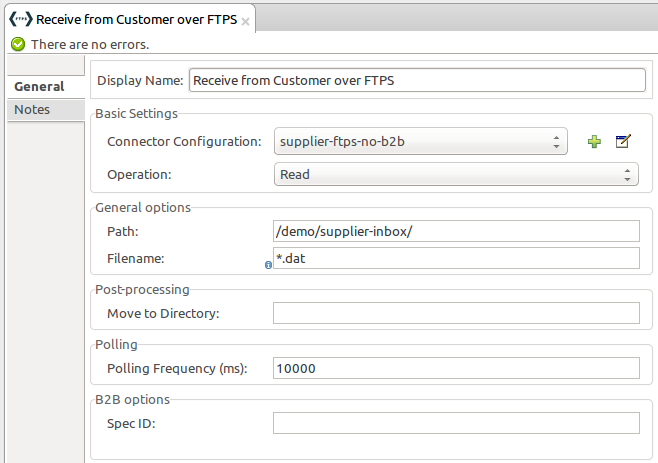 FTPS Receive from Customer over FTPS
There are no errors.
General
Notes
Display Name: Receive from Customer over FTPS
Basic Settings
Connector Configuration: supplier-ftps-no-b2b
Operation: Read
General options
Path: /demo/supplier-inbox/
Filename: *.dat
Post-processing
Move to Directory:
Polling
Polling Frequency (ms): 10000
B2B options
Spec ID: